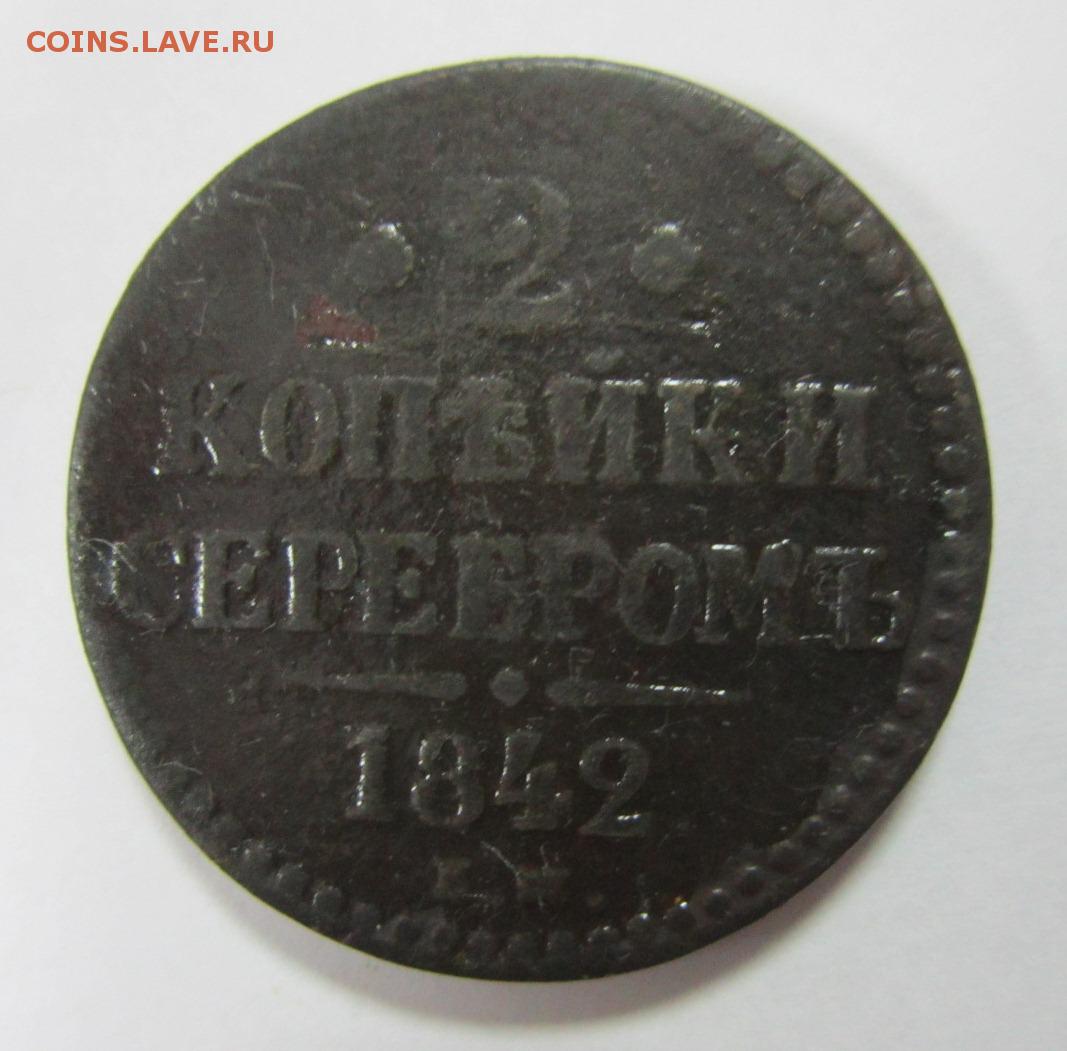 COINS.LAVE.RU
2
КОПѢЙКИ
СЕРЕБРОМЪ
1842
Е.М.